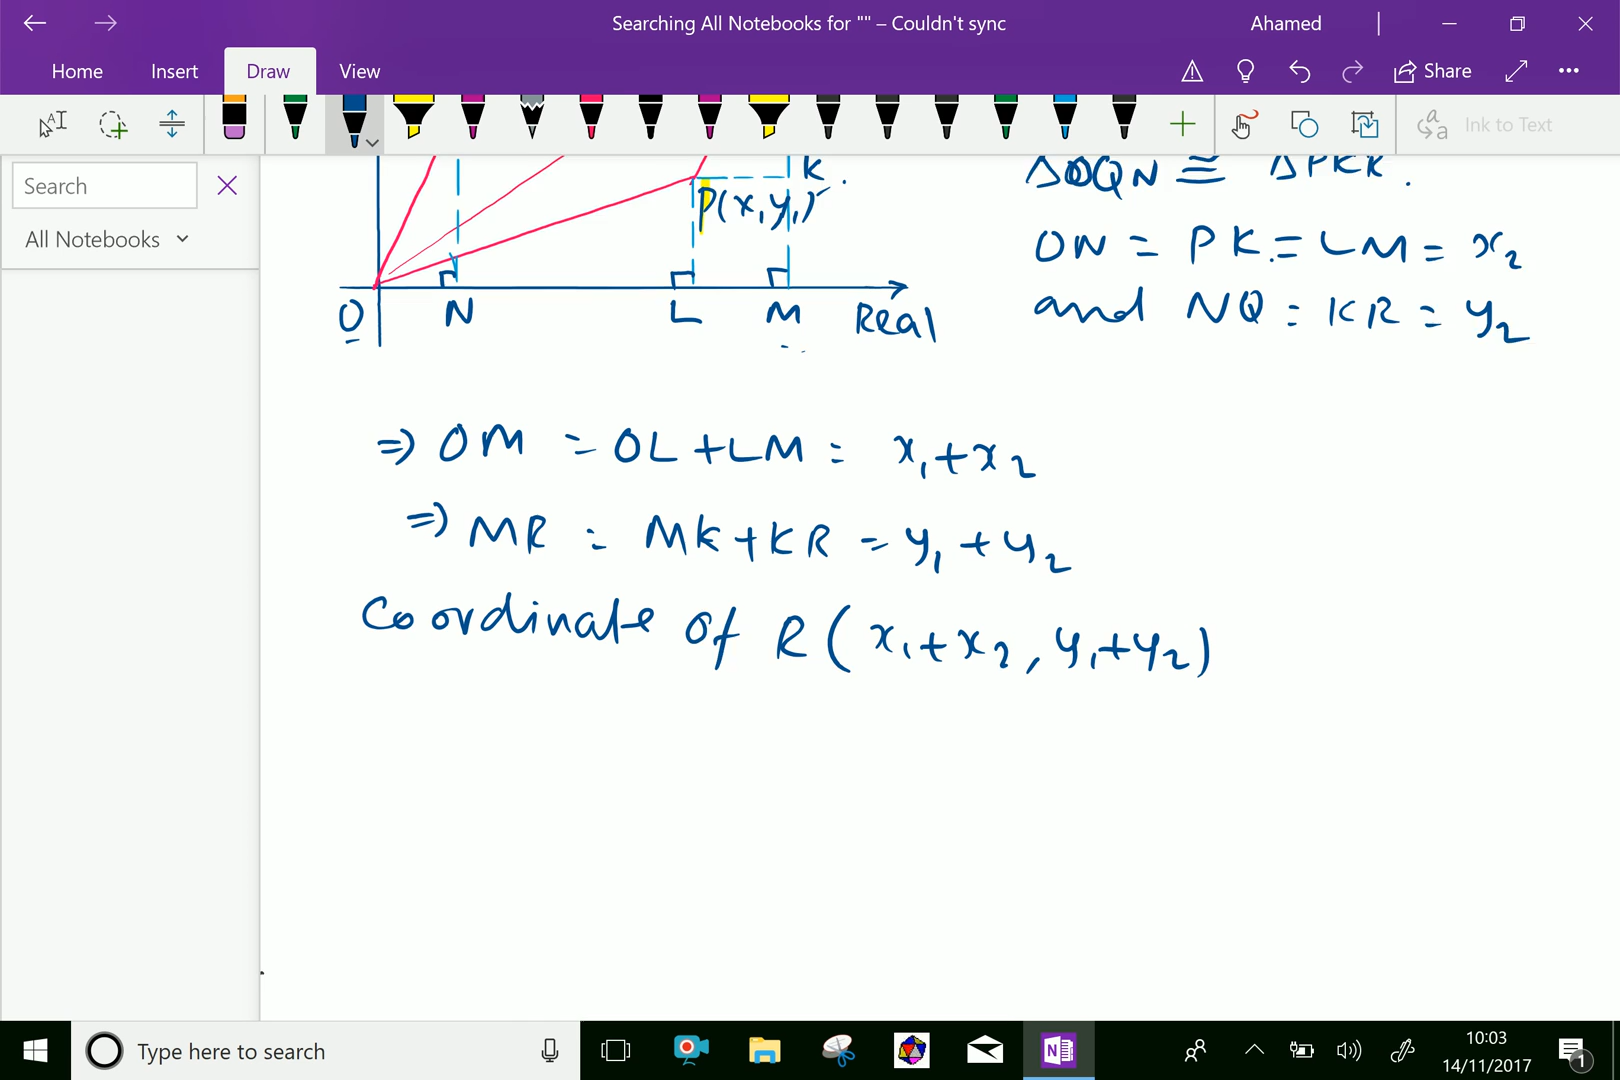 Searching All Notebooks for "" – Couldn't sync
Ahamed
Home Insert Draw View
Share
Ink to Text
Search
All Notebooks
K
P(x₁y₁)
O N L M Real
ΔOQN ≅ ΔPKR.
ON = PK = LM = x₂
and NQ = KR = y₂
⇒ OM = OL + LM = x₁ + x₂
⇒ MR = MK + KR = y₁ + y₂
Coordinate of R (x₁ + x₂, y₁ + y₂)
Type here to search
10:03
14/11/2017
1